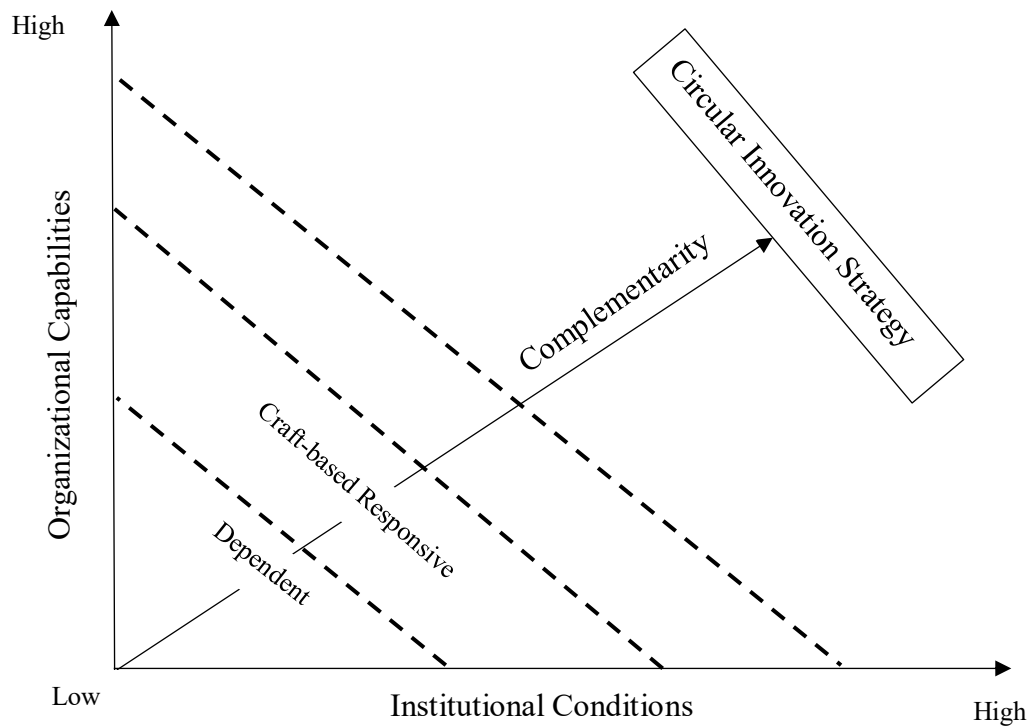 High
Circular Innovation Strategy
Complementarity
Organizational Capabilities
Craft-based Responsive
Dependent
Low
Institutional Conditions
High